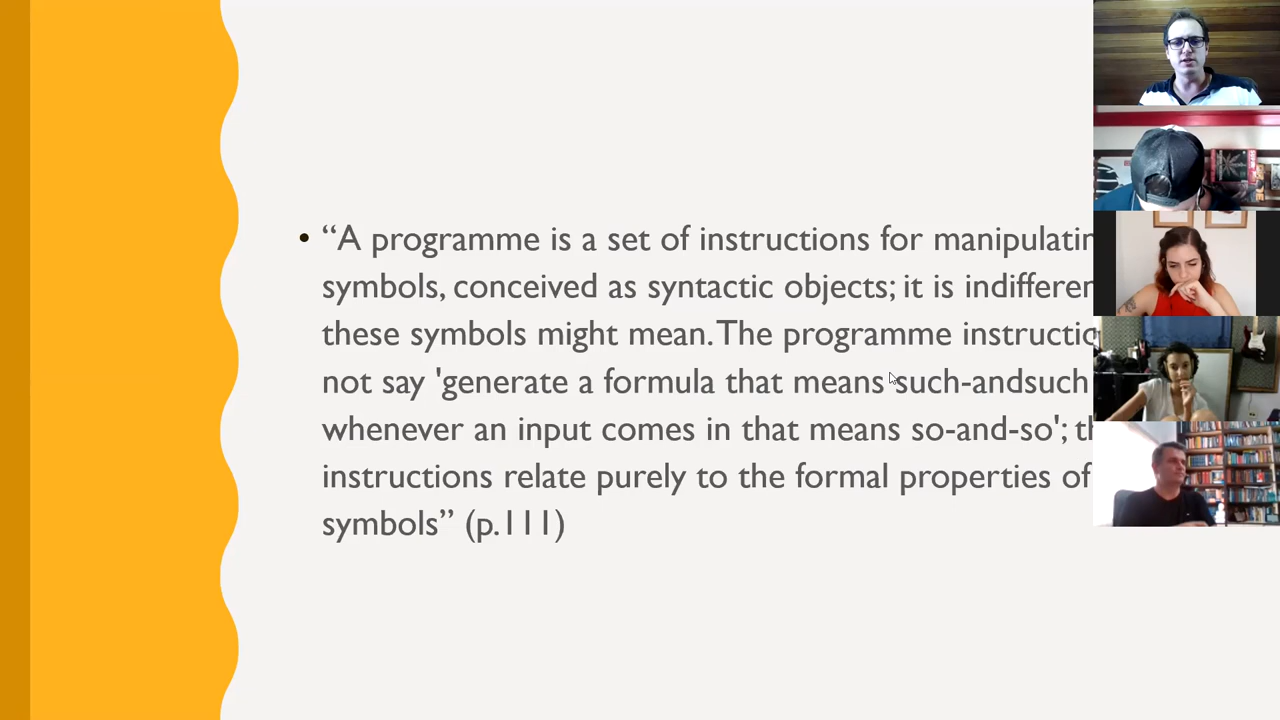 • “A programme is a set of instructions for manipulatin
symbols, conceived as syntactic objects; it is indifferen
these symbols might mean. The programme instructio
not say 'generate a formula that means such-andsuch
whenever an input comes in that means so-and-so'; th
instructions relate purely to the formal properties of
symbols” (p.111)